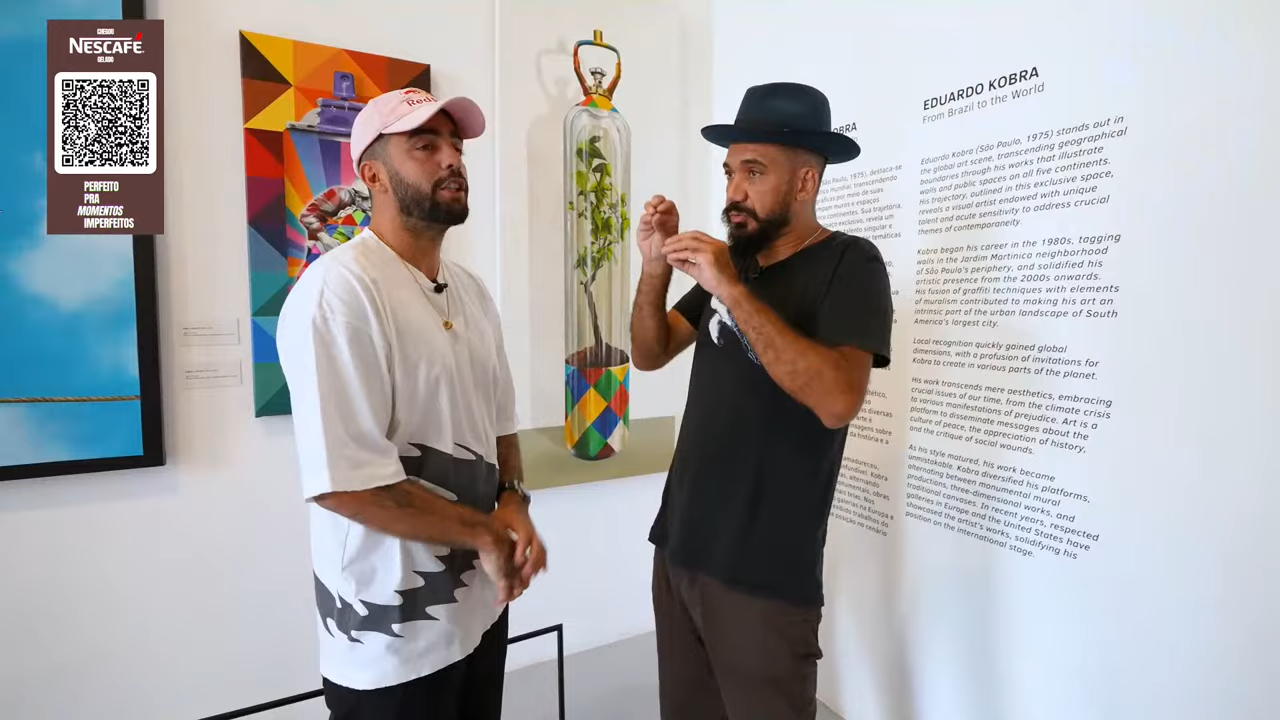 CHEGOU
NESCAFÉ
GELADO
PERFEITO
PRA
MOMENTOS
IMPERFEITOS
Red
OBRA
São Paulo, 1975), destaca-se
EDUARDO KOBRA
From Brazil to the World
Eduardo Kobra (São Paulo, 1975) stands out in
the global art scene, transcending geographical
boundaries through his works that illustrate
walls and public spaces on all five continents.
His trajectory, outlined in this exclusive space,
reveals a visual artist endowed with unique
talent and acute sensitivity to address crucial
themes of contemporaneity.
Kobra began his career in the 1980s, tagging
walls in the Jardim Martinica neighborhood
of São Paulo's periphery, and solidified his
artistic presence from the 2000s onwards.
His fusion of graffiti techniques with elements
of muralism contributed to making his art an
intrinsic part of the urban landscape of South
America's largest city.
Local recognition quickly gained global
dimensions, with a profusion of invitations for
Kobra to create in various parts of the planet.
His work transcends mere aesthetics, embracing
crucial issues of our time, from the climate crisis
to various manifestations of prejudice. Art is a
platform to disseminate messages about the
culture of peace, the appreciation of history,
and the critique of social wounds.
As his style matured, his work became
unmistakable. Kobra diversified his platforms,
alternating between monumental mural
productions, three-dimensional works, and
traditional canvases. In recent years, respected
galleries in Europe and the United States have
showcased the artist's works, solidifying his
position on the international stage.